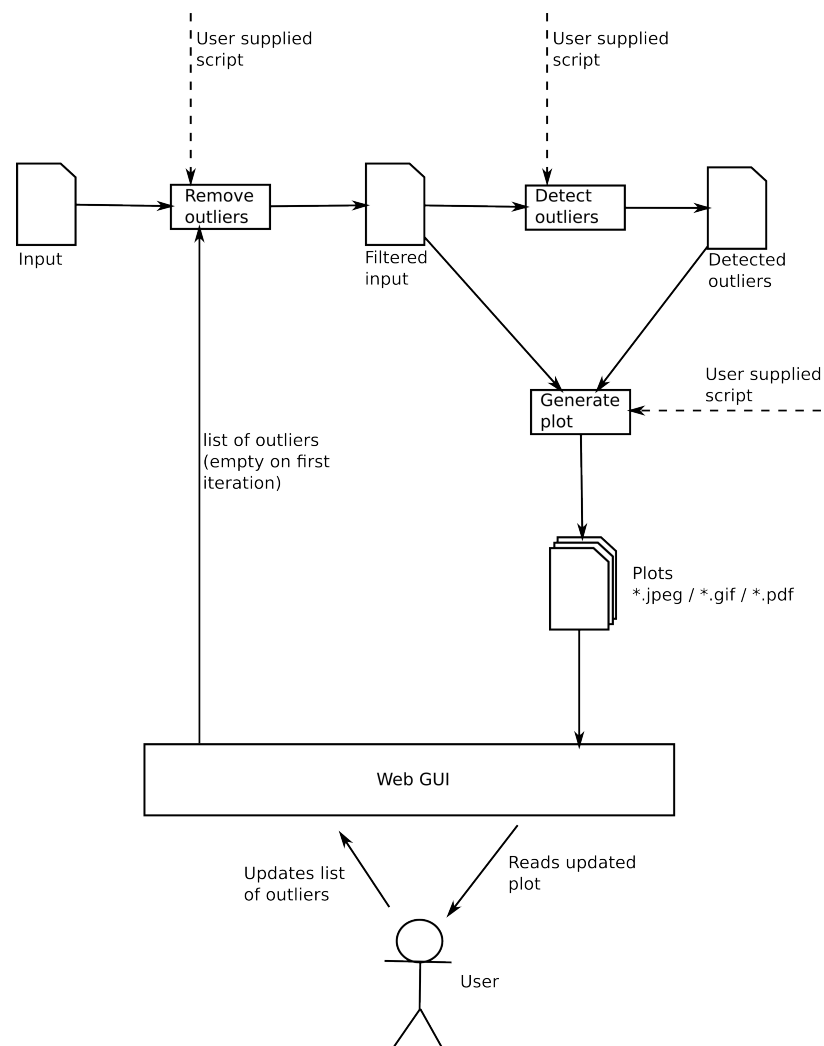 User supplied
script
User supplied
script
Remove
outliers
Detect
outliers
Input
Filtered
input
Detected
outliers
User supplied
script
Generate
plot
list of outliers
(empty on first
iteration)
Plots
*.jpeg / *.gif / *.pdf
Web GUI
Updates list
of outliers
Reads updated
plot
User